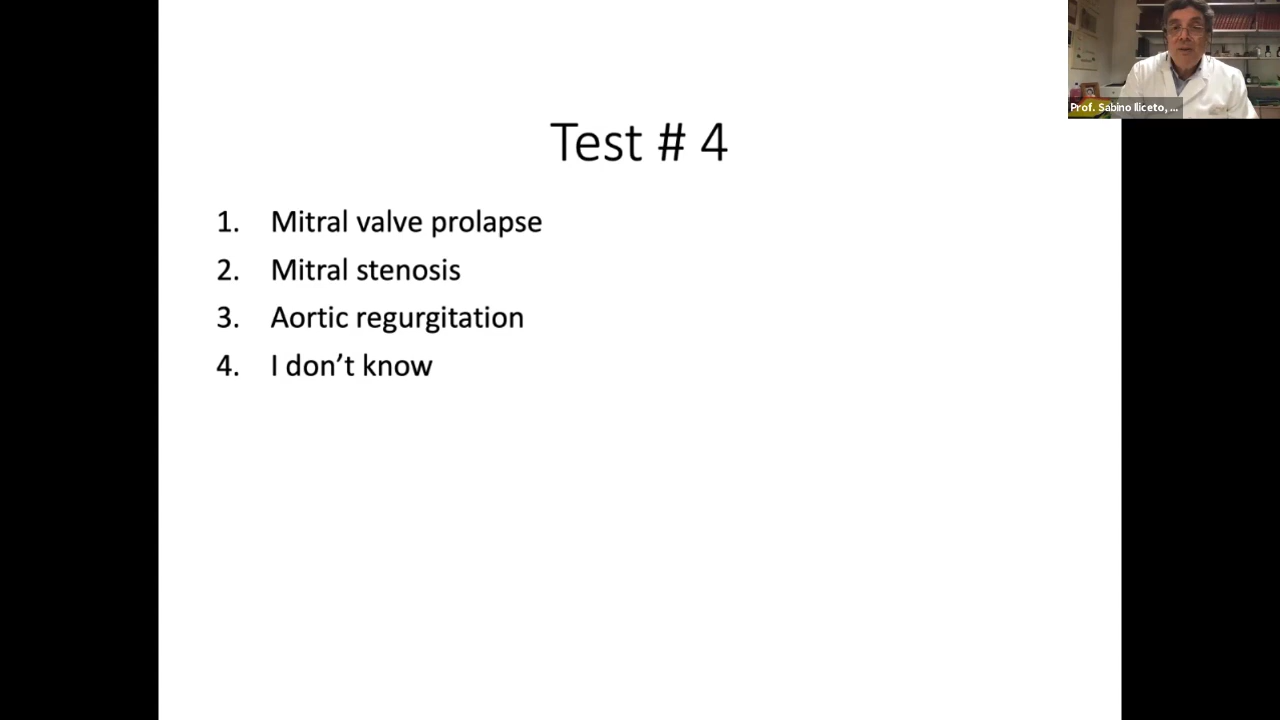 Prof. Sabino Iliceto, ...
Test # 4
1. Mitral valve prolapse
2. Mitral stenosis
3. Aortic regurgitation
4. I don’t know